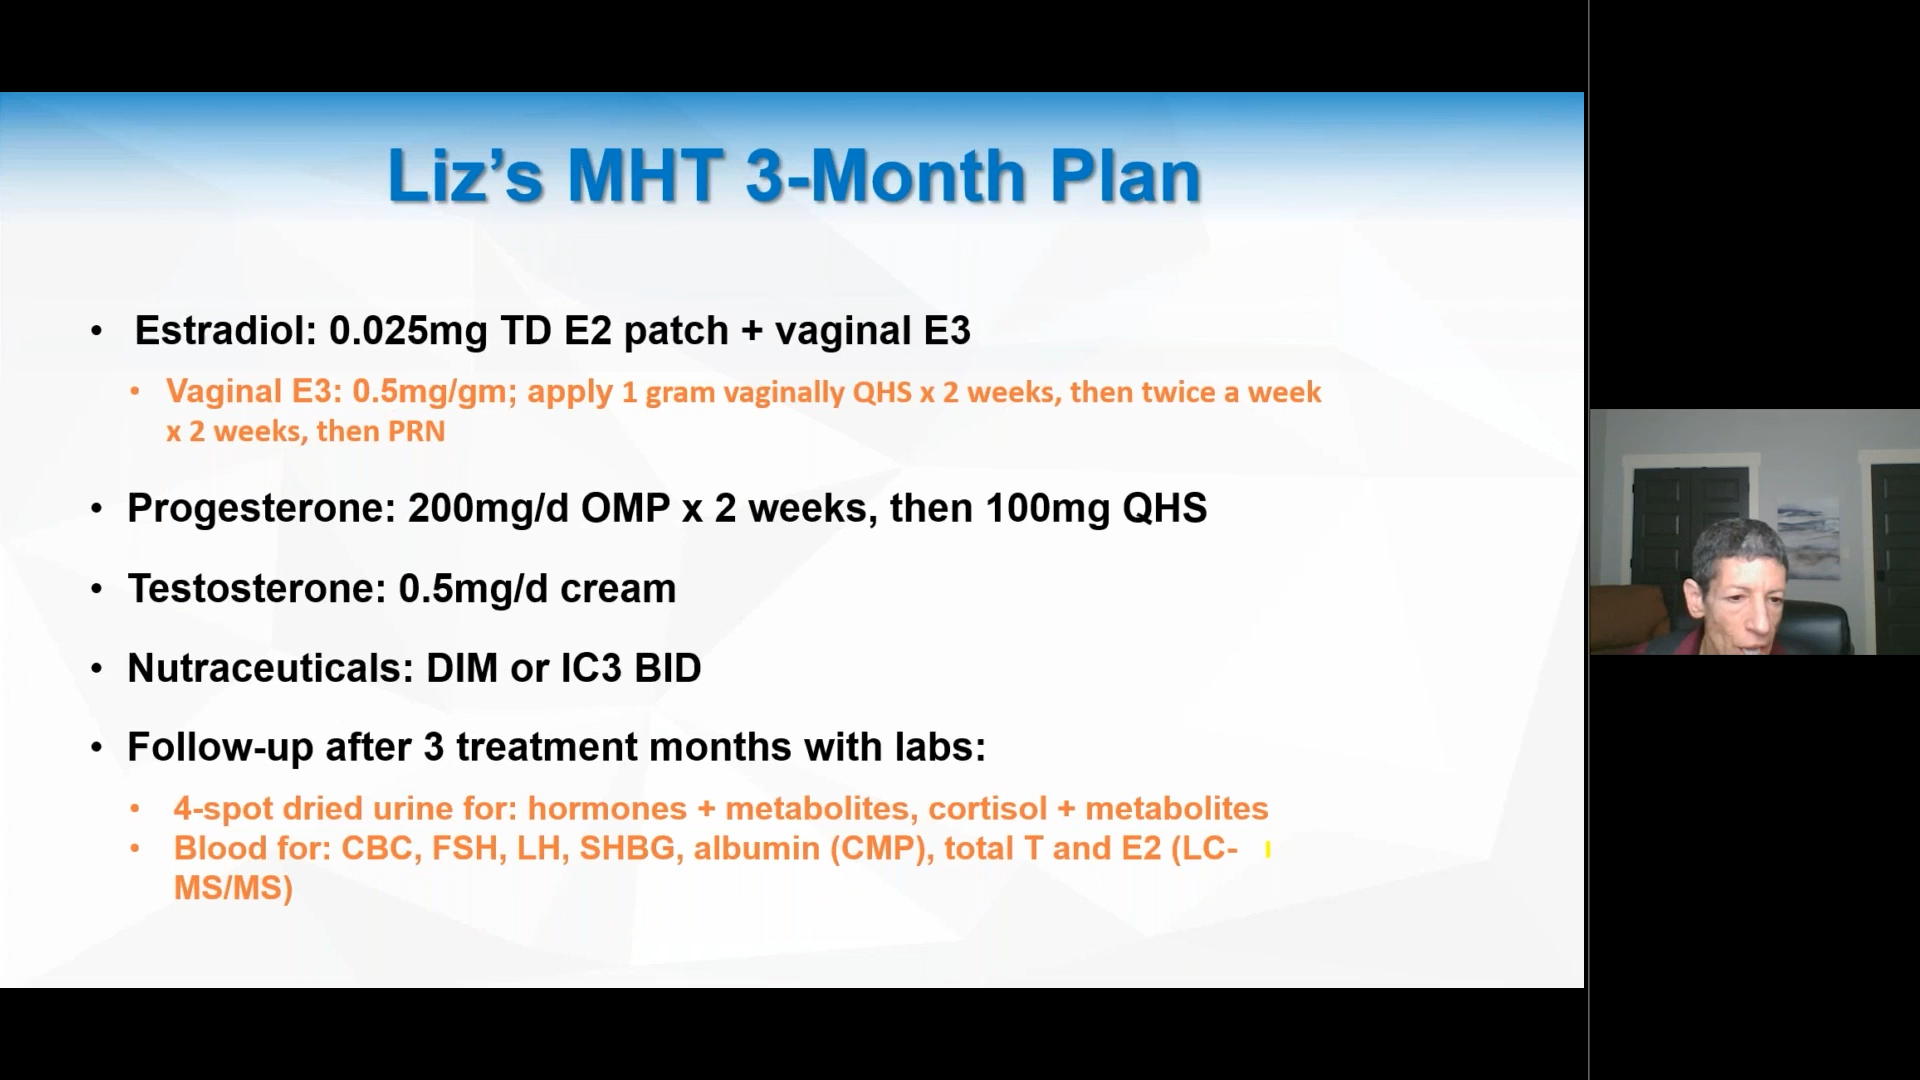 Liz’s MHT 3-Month Plan
• Estradiol: 0.025mg TD E2 patch + vaginal E3
• Vaginal E3: 0.5mg/gm; apply 1 gram vaginally QHS x 2 weeks, then twice a week
x 2 weeks, then PRN
• Progesterone: 200mg/d OMP x 2 weeks, then 100mg QHS
• Testosterone: 0.5mg/d cream
• Nutraceuticals: DIM or IC3 BID
• Follow-up after 3 treatment months with labs:
• 4-spot dried urine for: hormones + metabolites, cortisol + metabolites
• Blood for: CBC, FSH, LH, SHBG, albumin (CMP), total T and E2 (LC-
MS/MS)